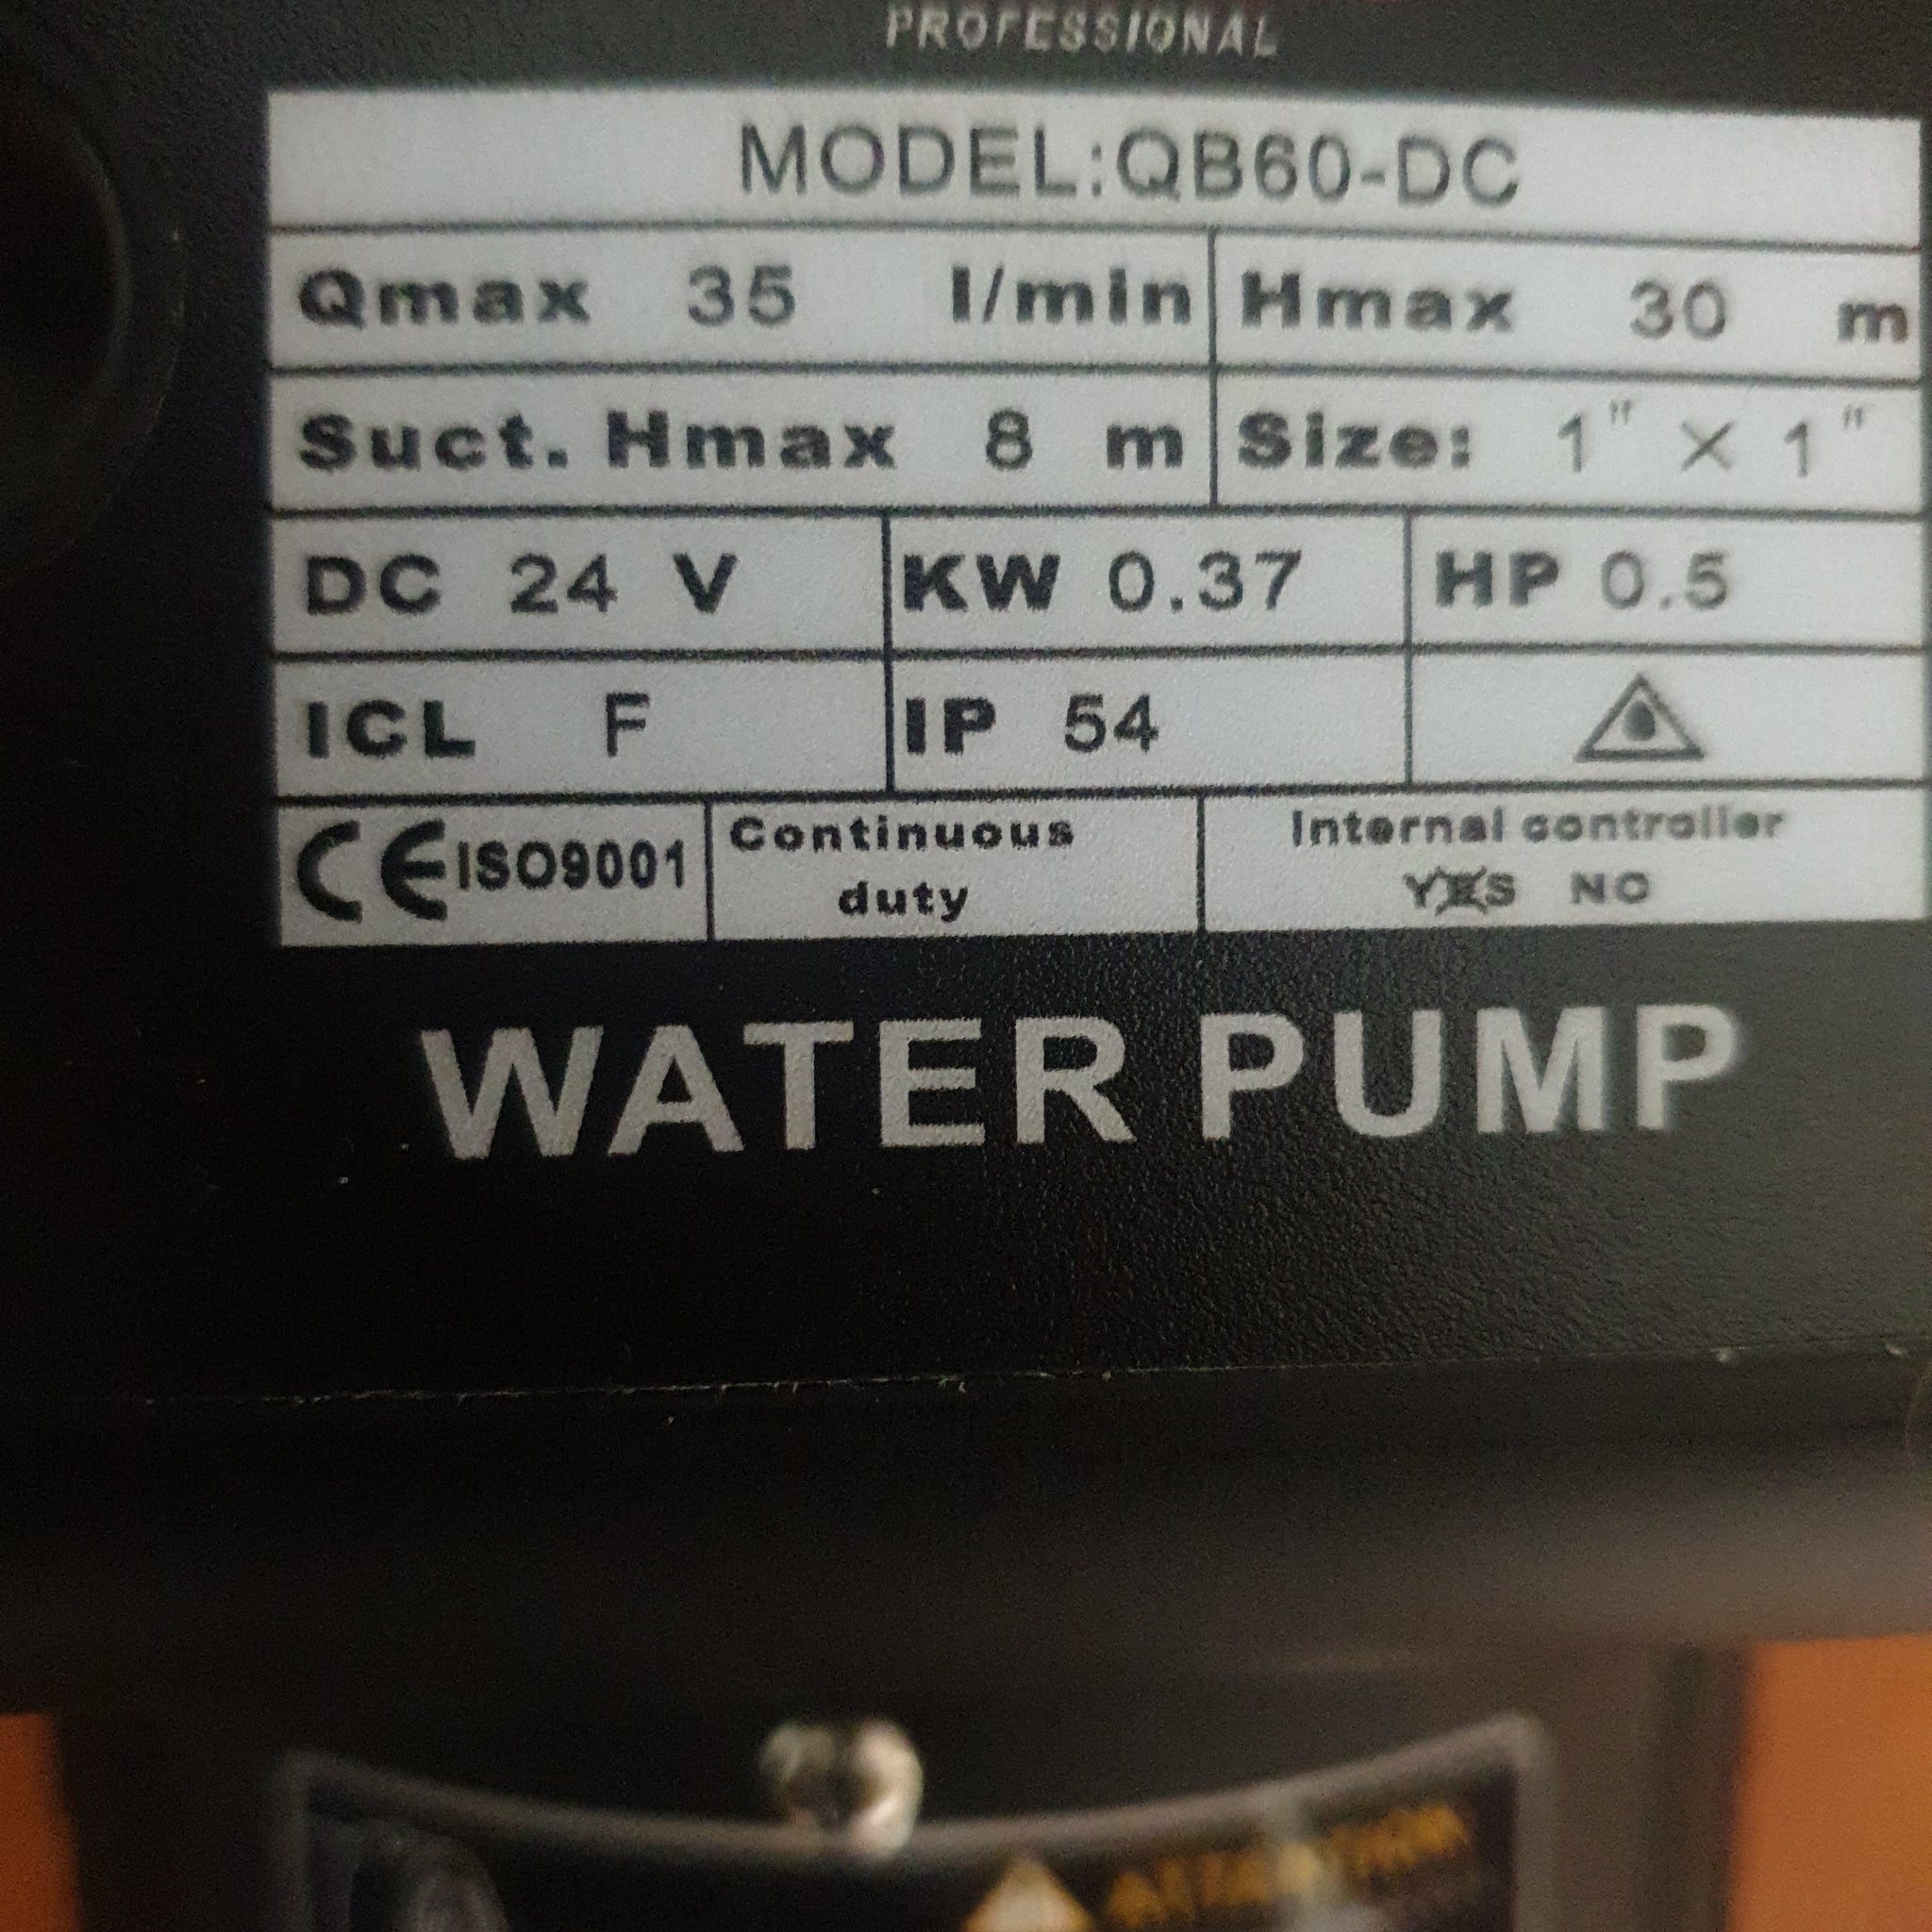 PROFESSIONAL
MODEL:QB60-DC
Qmax 35 l/min Hmax 30 m
Suct. Hmax 8 m Size: 1" × 1"
DC 24 V KW 0.37 HP 0.5
ICL F IP 54
CE ISO9001 Continuous duty Internal controller
YES NO
WATER PUMP
ATTENTION